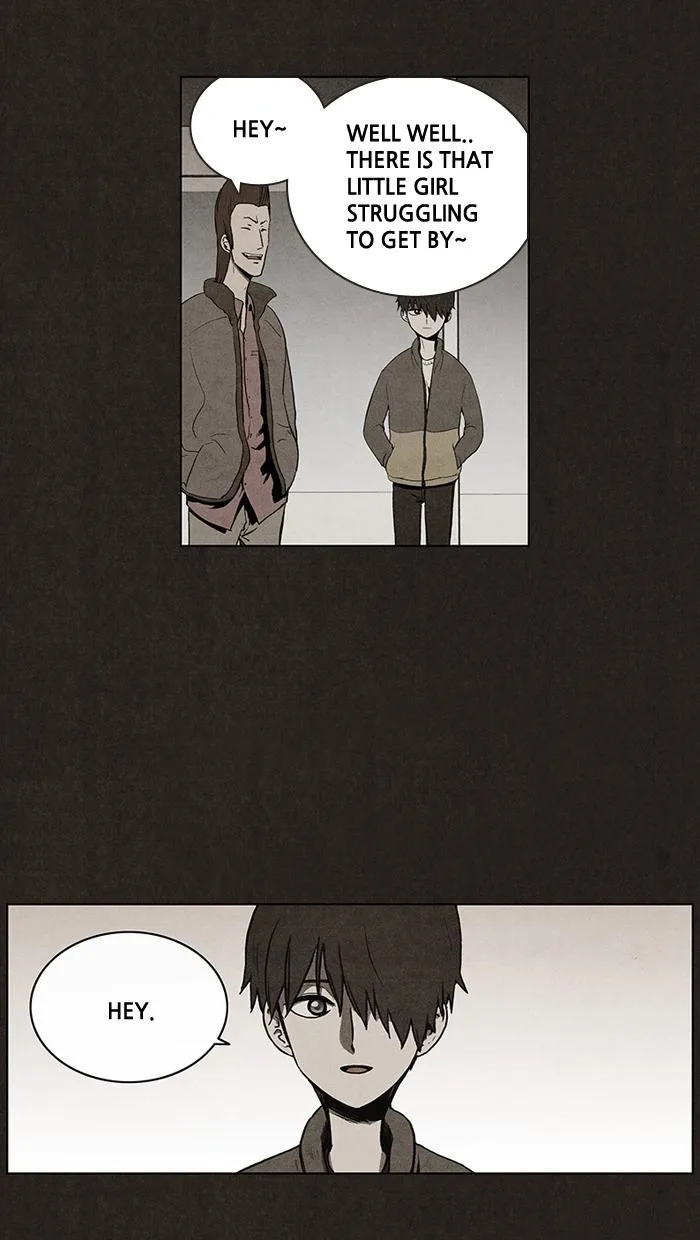 HEY~
WELL WELL..
THERE IS THAT
LITTLE GIRL
STRUGGLING
TO GET BY~
HEY.